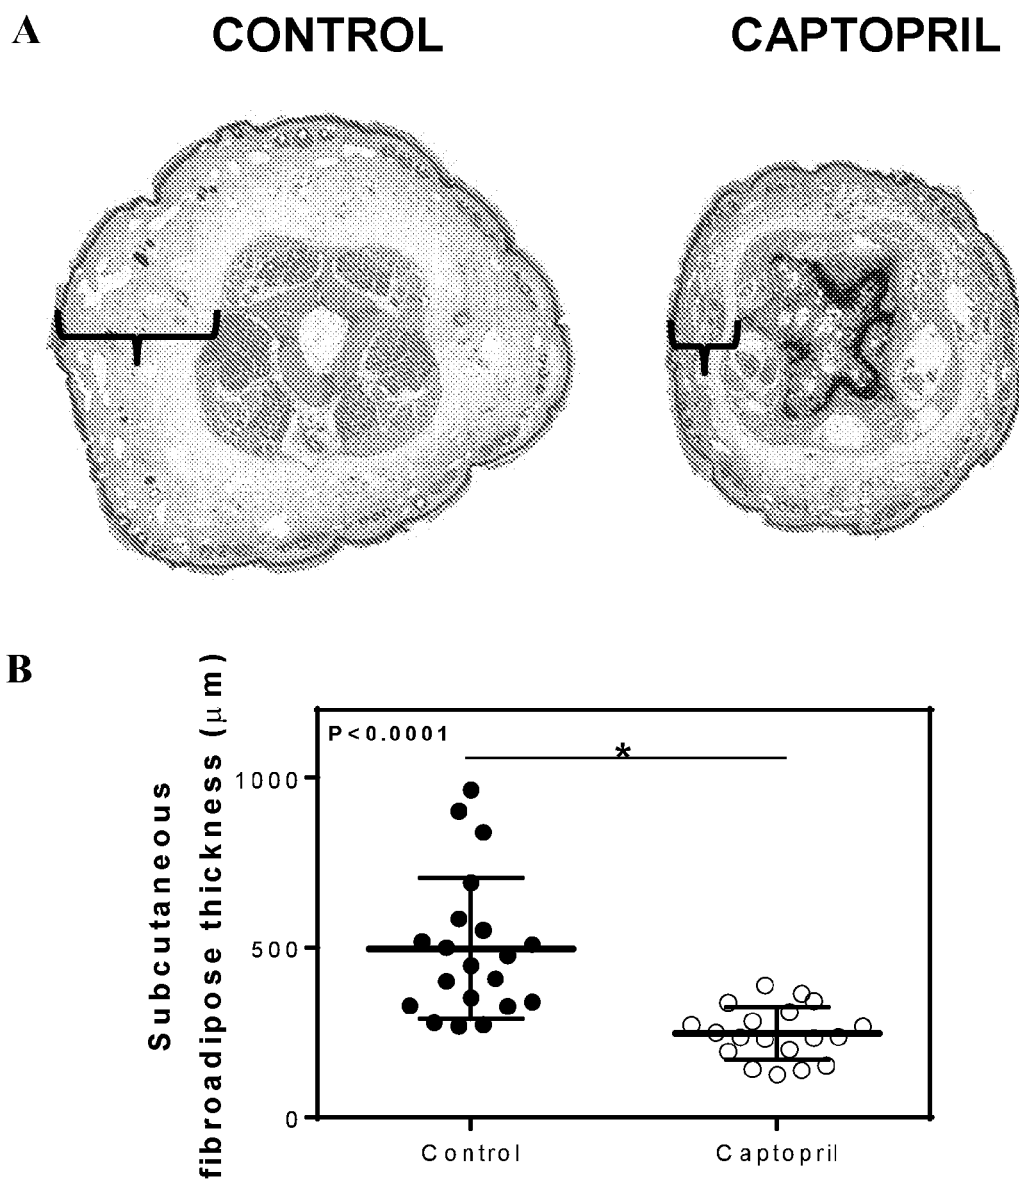 A
CONTROL
CAPTOPRIL
B
Subcutaneous
fibroadipose thickness (μm)
P<0.0001
*
1000
500
0
Control
Captopril